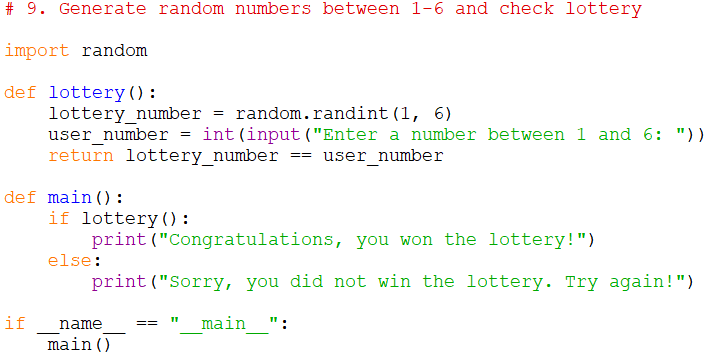 # 9. Generate random numbers between 1-6 and check lottery
import random
def lottery():
    lottery_number = random.randint(1, 6)
    user_number = int(input("Enter a number between 1 and 6: "))
    return lottery_number == user_number
def main():
    if lottery():
        print("Congratulations, you won the lottery!")
    else:
        print("Sorry, you did not win the lottery. Try again!")
if __name__ == "__main__":
    main()